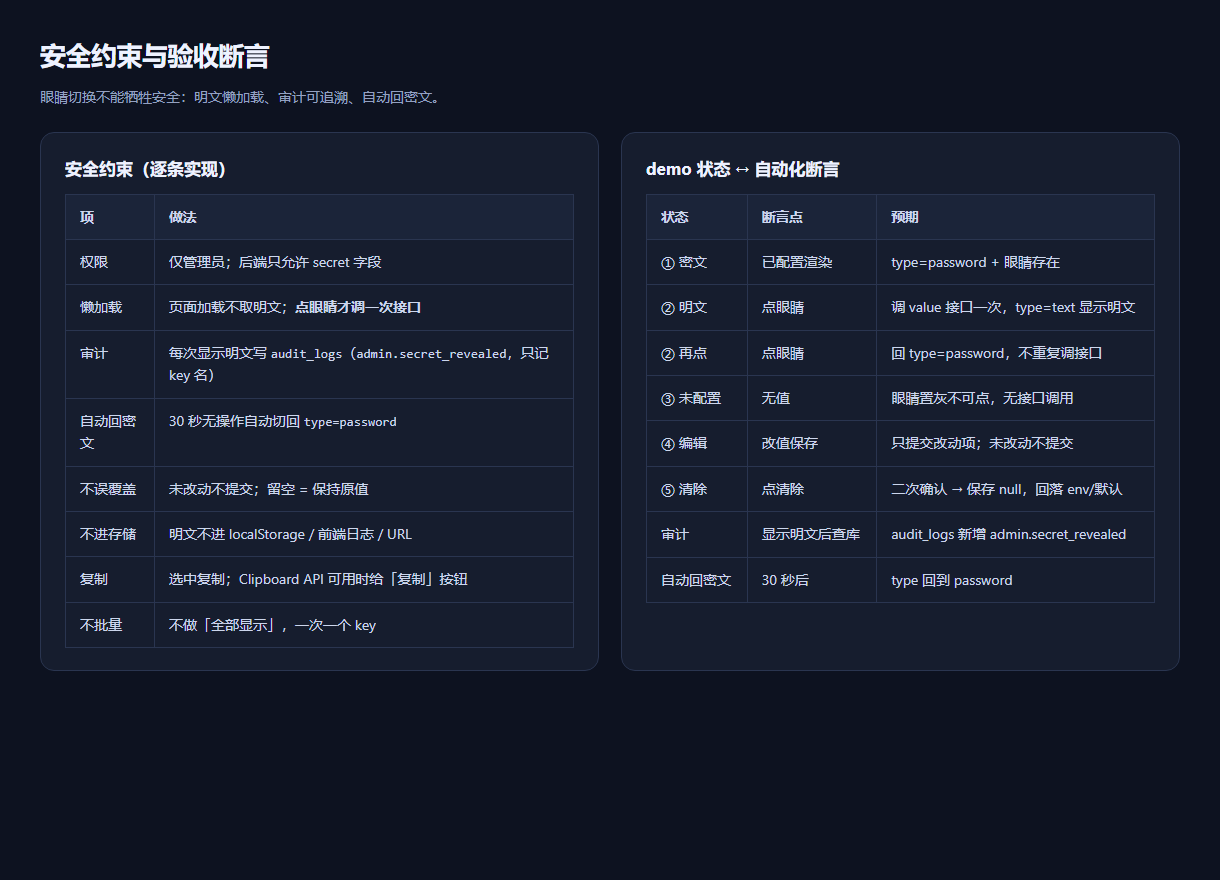 安全约束与验收断言
眼睛切换不能牺牲安全：明文懒加载、审计可追溯、自动回密文。
安全约束（逐条实现）
项 做法
权限 仅管理员；后端只允许 secret 字段
懒加载 页面加载不取明文；点眼睛才调一次接口
审计 每次显示明文写 audit_logs（admin.secret_revealed，只记
key 名）
自动回密 30 秒无操作自动切回 type=password
文
不误覆盖 未改动不提交；留空 = 保持原值
不进存储 明文不进 localStorage / 前端日志 / URL
复制 选中复制；Clipboard API 可用时给「复制」按钮
不批量 不做「全部显示」，一次一个 key
demo 状态 ↔ 自动化断言
状态 断言点 预期
① 密文 已配置渲染 type=password + 眼睛存在
② 明文 点眼睛 调 value 接口一次，type=text 显示明文
② 再点 点眼睛 回 type=password，不重复调接口
③ 未配置 无值 眼睛置灰不可点，无接口调用
④ 编辑 改值保存 只提交改动项；未改动不提交
⑤ 清除 点清除 二次确认 → 保存 null，回落 env/默认
审计 显示明文后查库 audit_logs 新增 admin.secret_revealed
自动回密文 30 秒后 type 回到 password